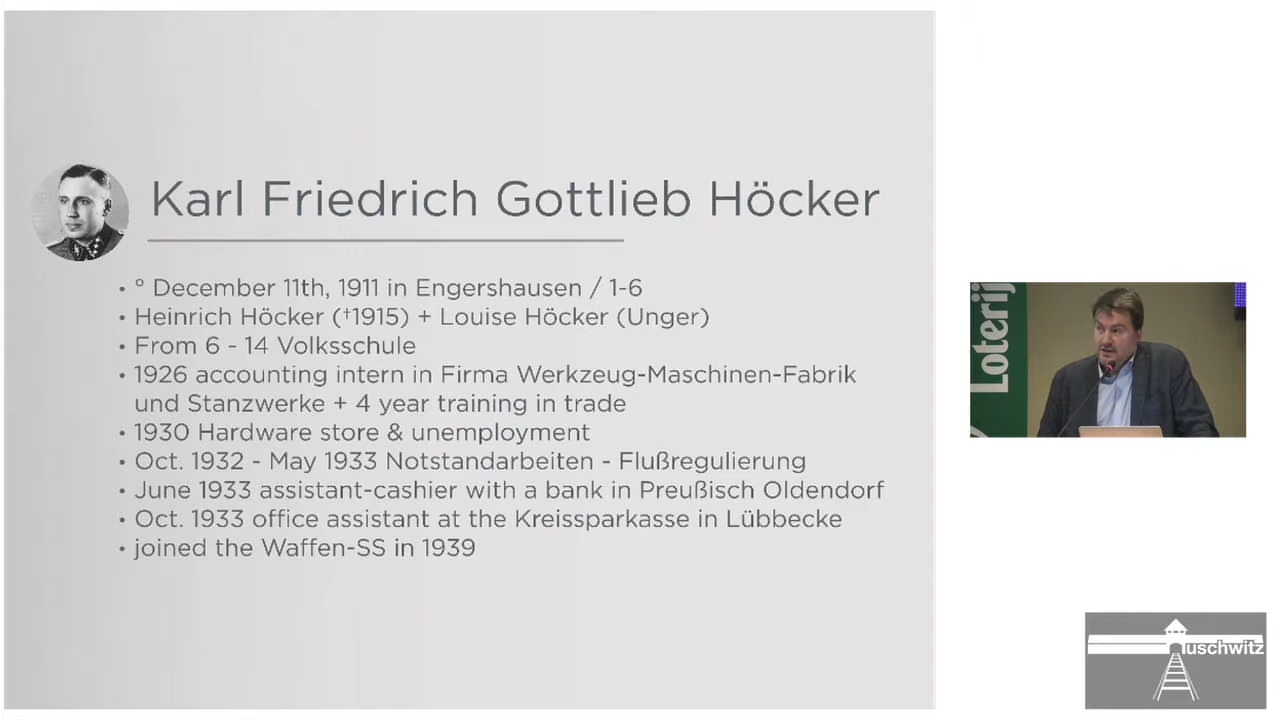 Karl Friedrich Gottlieb Höcker
• ° December 11th, 1911 in Engershausen / 1-6
• Heinrich Höcker (†1915) + Louise Höcker (Unger)
• From 6 - 14 Volksschule
• 1926 accounting intern in Firma Werkzeug-Maschinen-Fabrik
und Stanzwerke + 4 year training in trade
• 1930 Hardware store & unemployment
• Oct. 1932 - May 1933 Notstandarbeiten - Flußregulierung
• June 1933 assistant-cashier with a bank in Preußisch Oldendorf
• Oct. 1933 office assistant at the Kreissparkasse in Lübbecke
• joined the Waffen-SS in 1939
Loterij
uschwitz